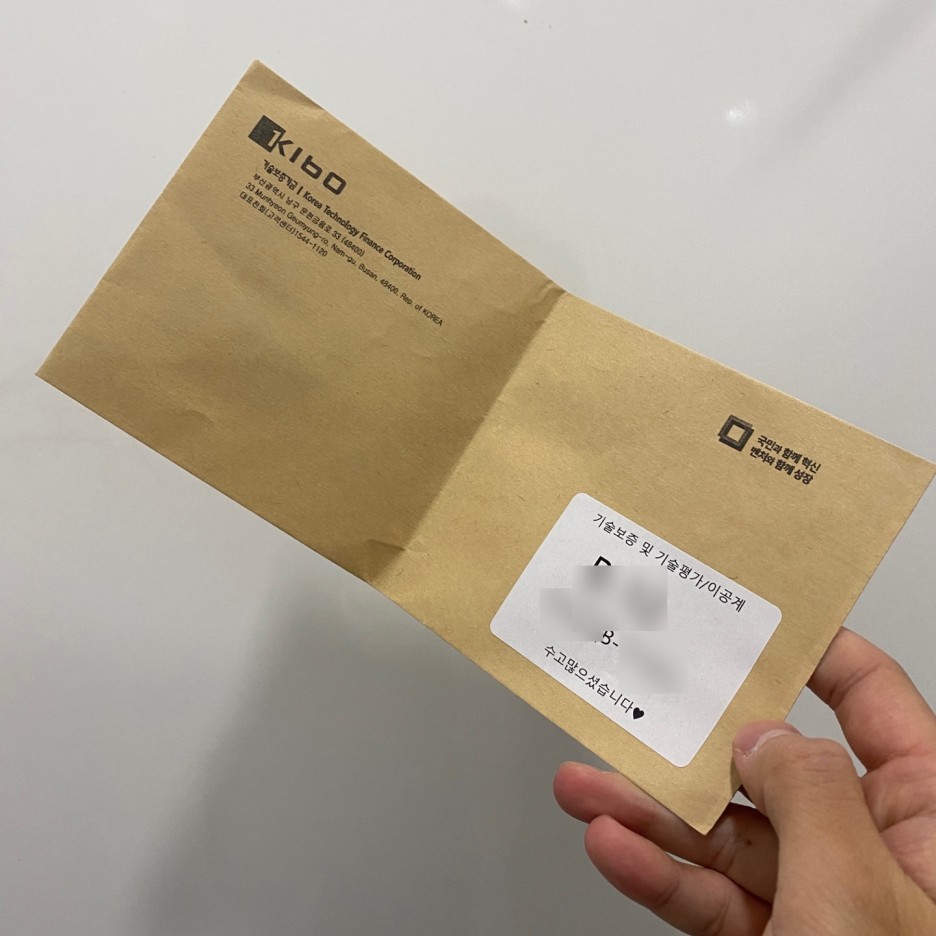 KIBO
기술보증기금 | Korea Technology Finance Corporation
부산광역시 남구 문현금융로 33 (48400)
33 Munhyeon Geumyung-ro, Nam-gu, Busan, 48400, Rep. of KOREA
대표전화(고객센터)1544-1120
국민과 함께 혁신
벤처와 함께 성장
기술보증 및 기술평가/이공계
B-
수고많으셨습니다♥